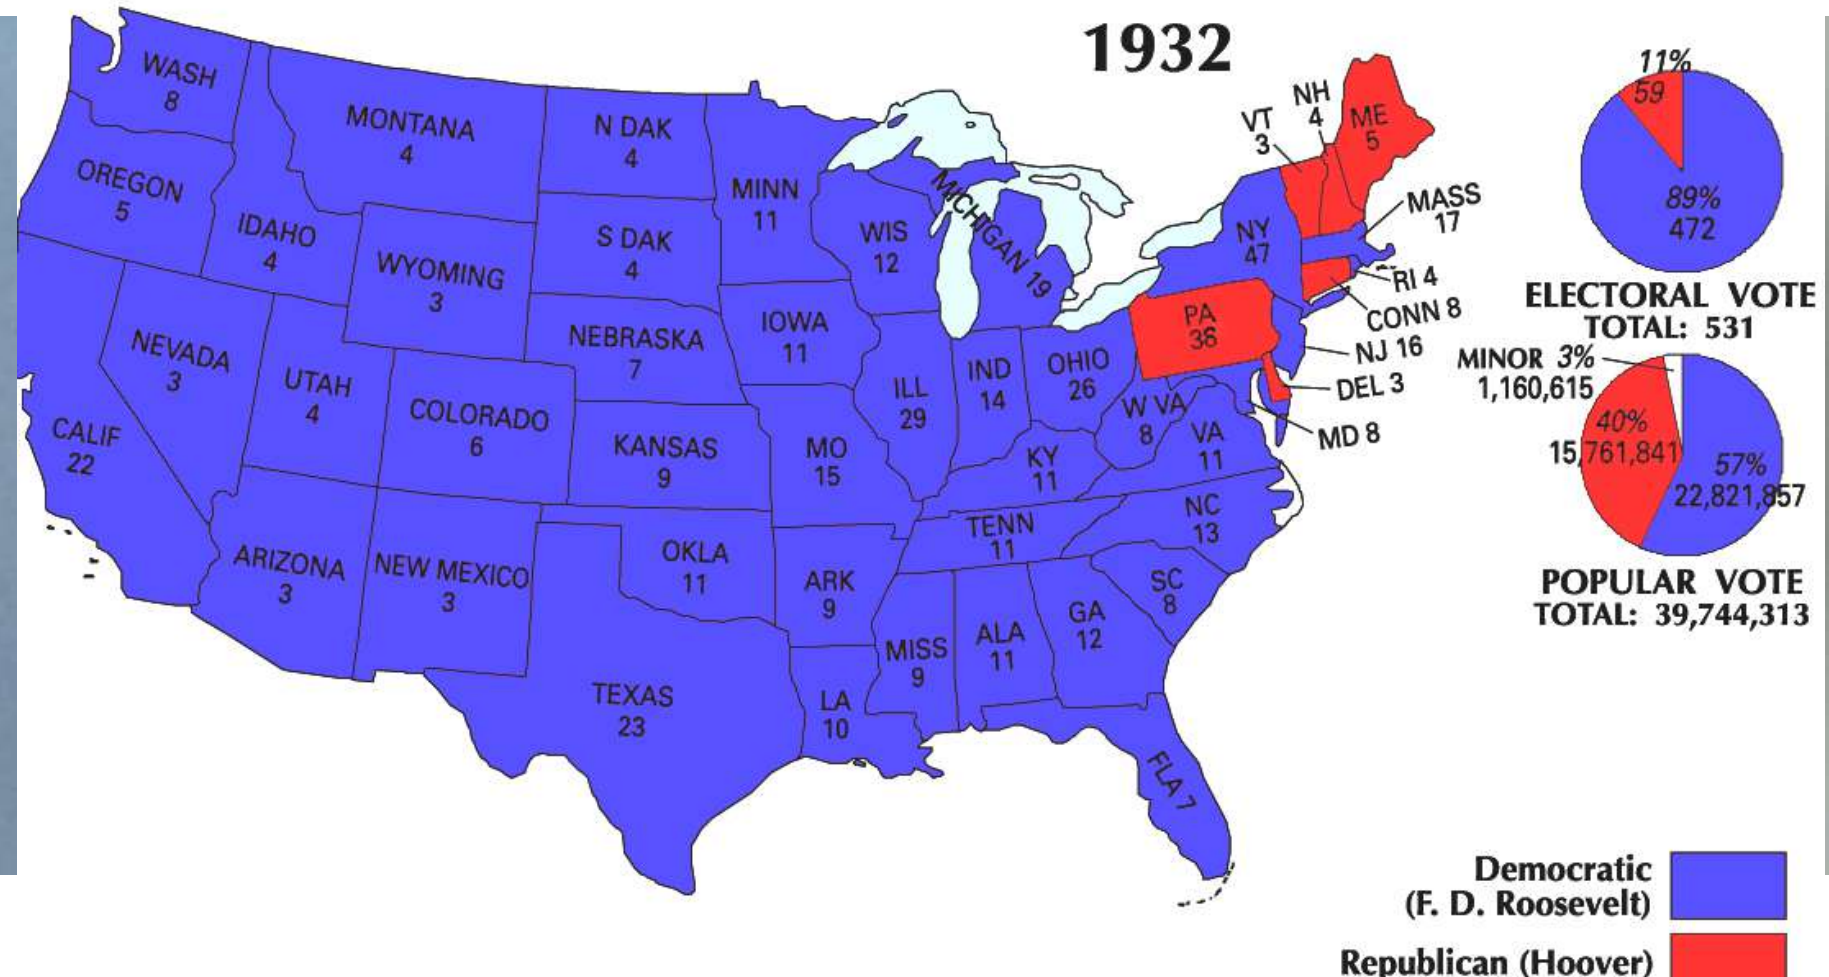 1932
WASH
8
OREGON
5
CALIF
22
NEVADA
3
IDAHO
4
MONTANA
4
WYOMING
3
UTAH
4
ARIZONA
3
COLORADO
6
NEW MEXICO
3
N DAK
4
S DAK
4
NEBRASKA
7
KANSAS
9
OKLA
11
TEXAS
23
MINN
11
IOWA
11
MO
15
ARK
9
LA
10
WIS
12
ILL
29
MICHIGAN 19
IND
14
OHIO
26
KY
11
TENN
11
MISS
9
ALA
11
GA
12
FLA 7
SC
8
NC
13
VA
11
W VA
8
PA
36
NY
47
VT
3
NH
4
ME
5
MASS
17
RI 4
CONN 8
NJ 16
DEL 3
MD 8
11%
59
89%
472
ELECTORAL VOTE
TOTAL: 531
MINOR 3%
1,160,615
40%
15,761,841
57%
22,821,857
POPULAR VOTE
TOTAL: 39,744,313
Democratic
(F. D. Roosevelt)
Republican (Hoover)